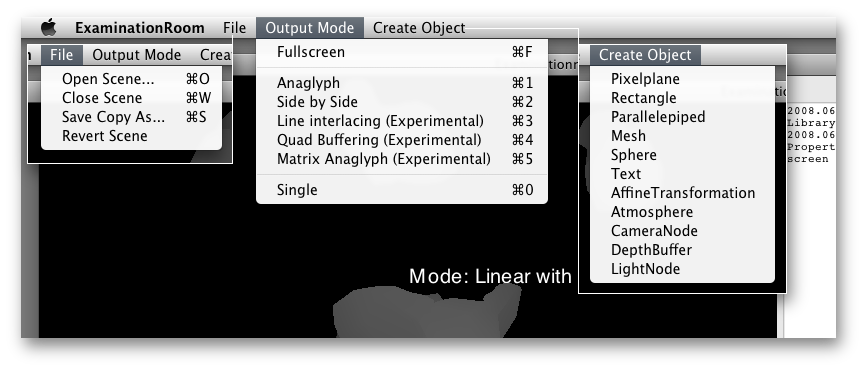 ExaminationRoom File Output Mode Create Object
File Output Mode Crea
Open Scene... ⌘O
Close Scene ⌘W
Save Copy As... ⌘S
Revert Scene
Fullscreen ⌘F
Anaglyph ⌘1
Side by Side ⌘2
Line interlacing (Experimental) ⌘3
Quad Buffering (Experimental) ⌘4
Matrix Anaglyph (Experimental) ⌘5
Single ⌘0
Create Object
Pixelplane
Rectangle
Parallelepiped
Mesh
Sphere
Text
AffineTransformation
Atmosphere
CameraNode
DepthBuffer
LightNode
2008.06
Library
2008.06
Propert
screen
Mode: Linear with